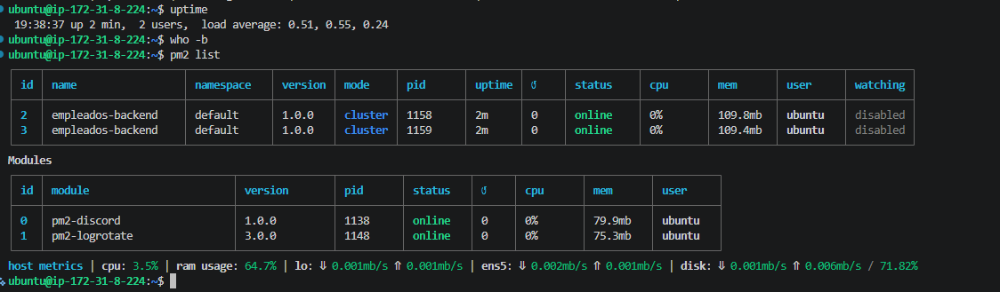 ubuntu@ip-172-31-8-224:~$ uptime
 19:38:37 up 2 min,  2 users,  load average: 0.51, 0.55, 0.24
ubuntu@ip-172-31-8-224:~$ who -b
ubuntu@ip-172-31-8-224:~$ pm2 list
id name namespace version mode pid uptime ↺ status cpu mem user watching
2 empleados-backend default 1.0.0 cluster 1158 2m 0 online 0% 109.8mb ubuntu disabled
3 empleados-backend default 1.0.0 cluster 1159 2m 0 online 0% 109.4mb ubuntu disabled
Modules
id module version pid status ↺ cpu mem user
0 pm2-discord 1.0.0 1138 online 0 0% 79.9mb ubuntu
1 pm2-logrotate 3.0.0 1148 online 0 0% 75.3mb ubuntu
host metrics | cpu: 3.5% | ram usage: 64.7% | lo: ⇓ 0.001mb/s ⇑ 0.001mb/s | ens5: ⇓ 0.002mb/s ⇑ 0.001mb/s | disk: ⇓ 0.001mb/s ⇑ 0.006mb/s / 71.82%
ubuntu@ip-172-31-8-224:~$